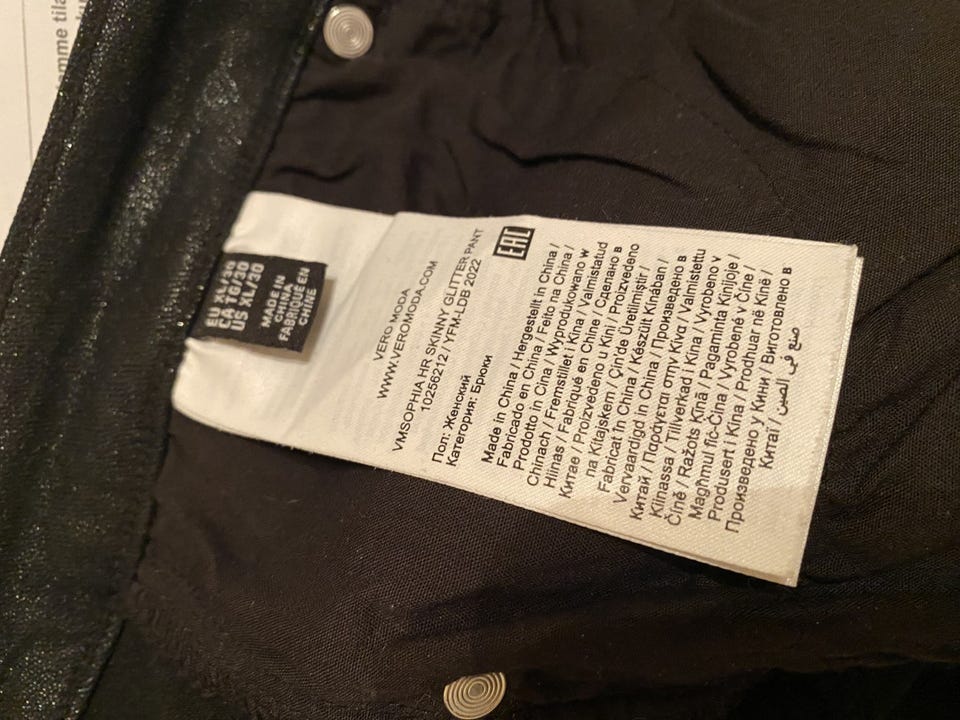 emme tila
EU XL/30
CA TG/30
US XL/30
MADE IN
CHINA
FABRIQUÉ EN
CHINE
VERO MODA
WWW.VEROMODA.COM
VMSOPHIA HR SKINNY GLITTER PANT
10256212 / YFM-LDB 2022
Пол: Женский
Категория: Брюки
EAC
Made in China / Hergestellt in China /
Fabricado en China / Feito na China /
Prodotto in Cina / Wyprodukowano w
Chinach / Fremstillet i Kina / Valmistatud
Hiinas / Fabriqué en Chine / Сделано в
Китае / Proizvedeno u Kini / Proizvedeno
na Kitajskem / Çin'de Üretilmiştir /
Fabricat în China / Készült Kínában /
Vervaardigd in China / Произведено в
Китай / Παράγεται στην Κίνα / Valmistettu
Kiinassa / Tillverkad i Kina / Vyrobeno v
Číně / Ražots Ķīnā / Pagaminta Kinijoje /
Magħmul fiċ-Ċina / Vyrobené v Číne /
Produsert i Kina / Prodhuar në Kinë /
Произведено у Кини / Виготовлено в
Китаї / صنع في الصين